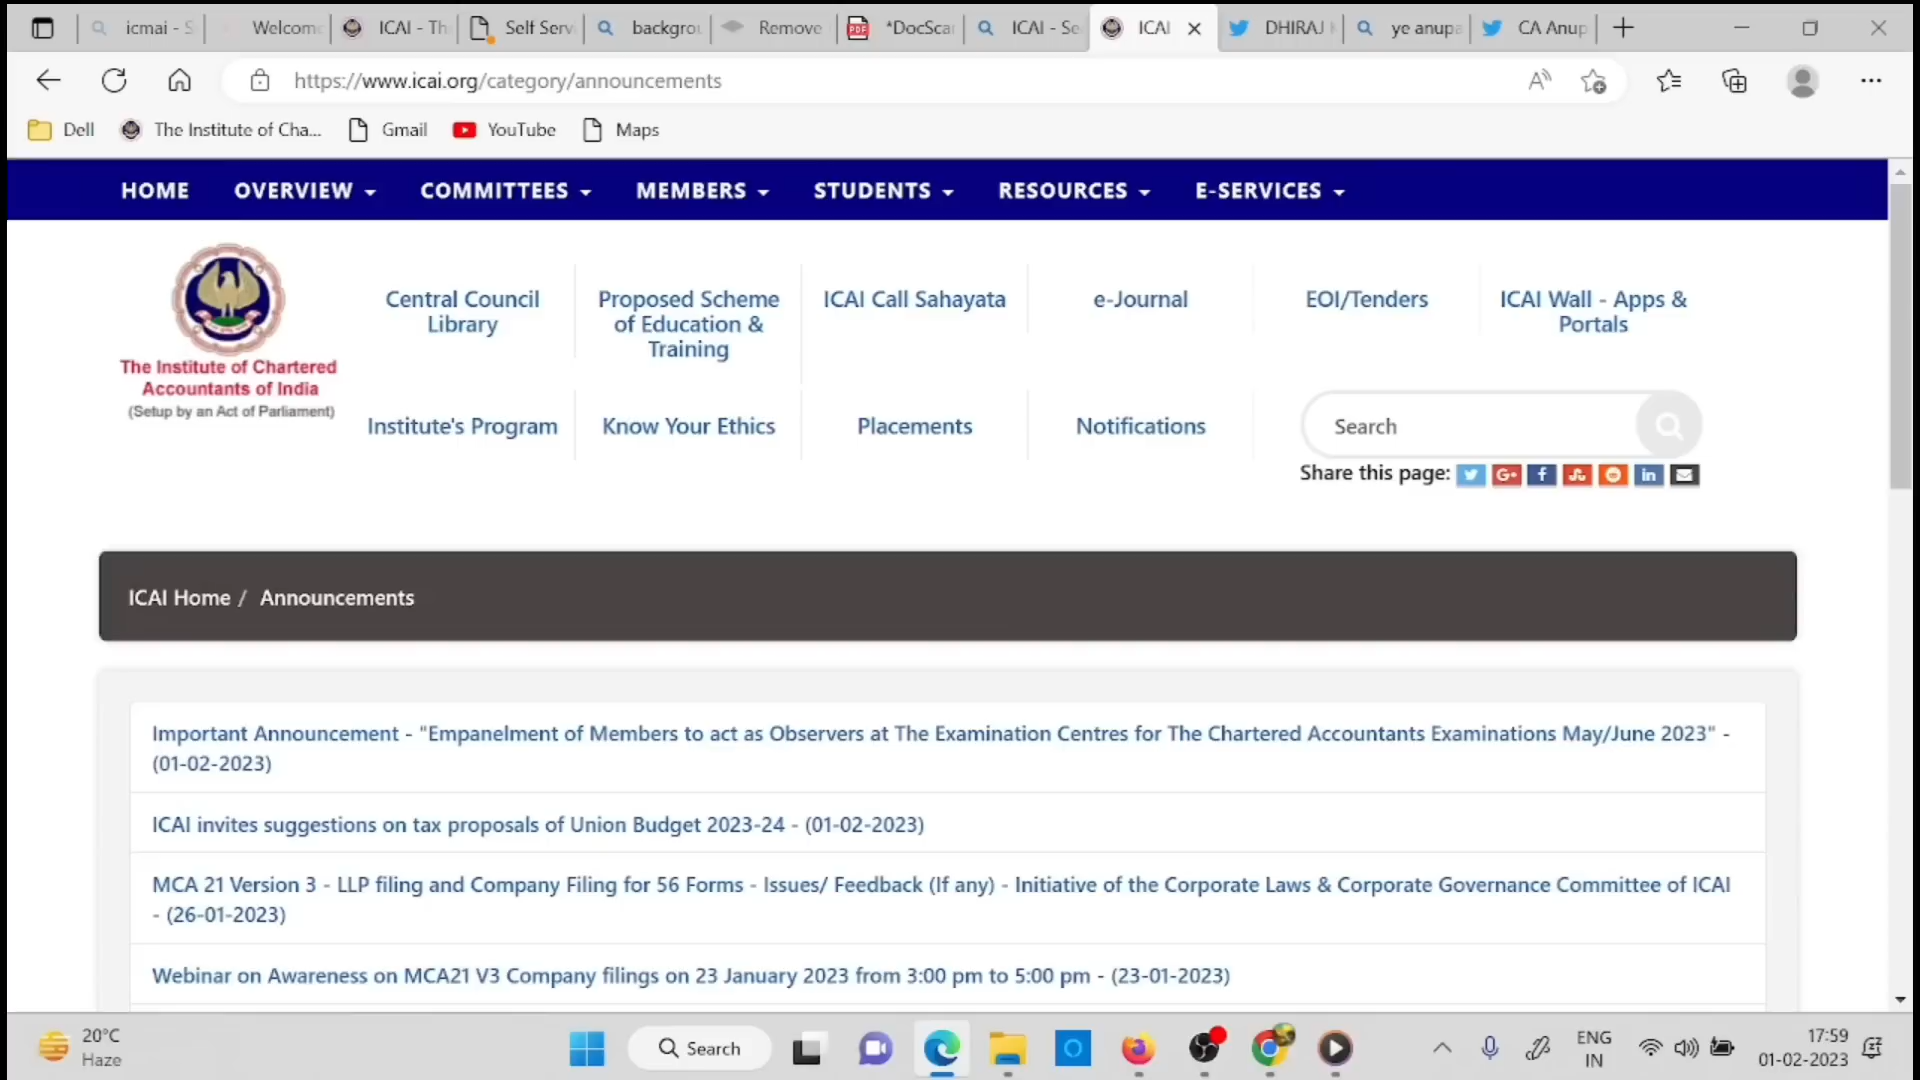 icmai - S
Welcome
ICAI - Th
Self Serv
backgrou
Remove
*DocSca
ICAI - Se
ICAI
DHIRAJ
ye anupa
CA Anup
https://www.icai.org/category/announcements
Dell
The Institute of Cha...
Gmail
YouTube
Maps
HOME
OVERVIEW
COMMITTEES
MEMBERS
STUDENTS
RESOURCES
E-SERVICES
The Institute of Chartered
Accountants of India
(Setup by an Act of Parliament)
Central Council
Library
Proposed Scheme
of Education &
Training
ICAI Call Sahayata
e-Journal
EOI/Tenders
ICAI Wall - Apps &
Portals
Institute's Program
Know Your Ethics
Placements
Notifications
Search
Share this page:
ICAI Home / Announcements
Important Announcement - "Empanelment of Members to act as Observers at The Examination Centres for The Chartered Accountants Examinations May/June 2023" -
(01-02-2023)
ICAI invites suggestions on tax proposals of Union Budget 2023-24 - (01-02-2023)
MCA 21 Version 3 - LLP filing and Company Filing for 56 Forms - Issues/ Feedback (If any) - Initiative of the Corporate Laws & Corporate Governance Committee of ICAI
- (26-01-2023)
Webinar on Awareness on MCA21 V3 Company filings on 23 January 2023 from 3:00 pm to 5:00 pm - (23-01-2023)
20°C
Haze
Search
ENG
IN
17:59
01-02-2023